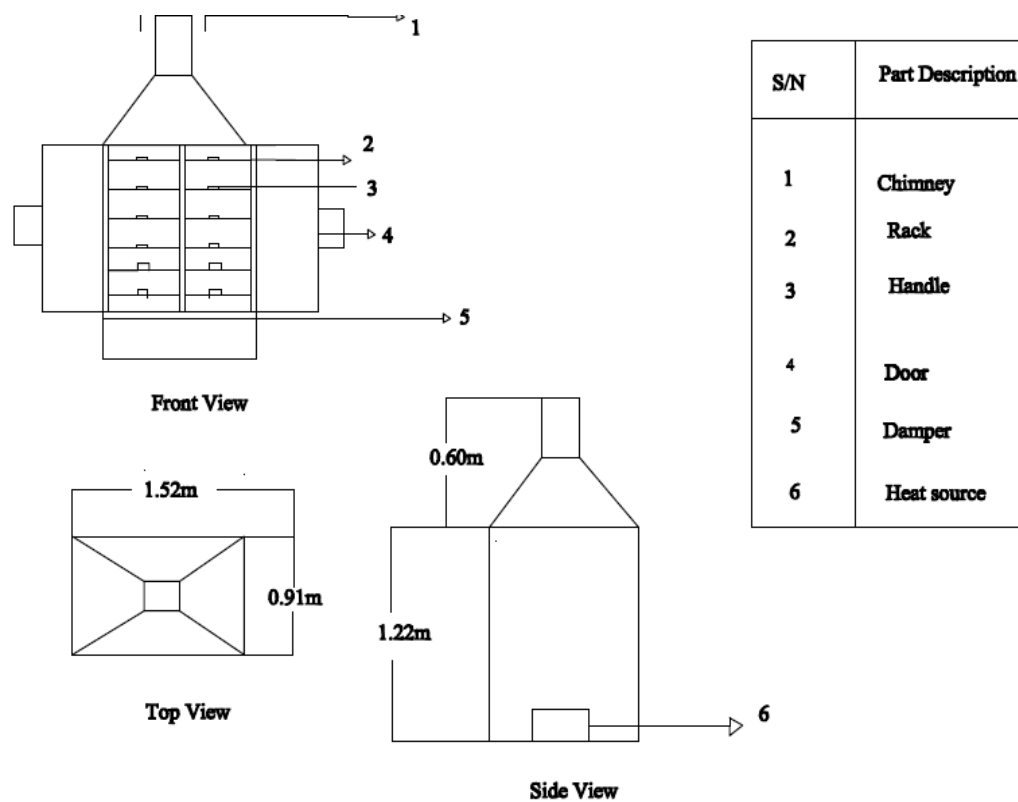 1
2
3
4
5
Front View
S/N Part Description
1 Chimney
2 Rack
3 Handle
4 Door
5 Damper
6 Heat source
1.52m
0.91m
Top View
0.60m
1.22m
6
Side View